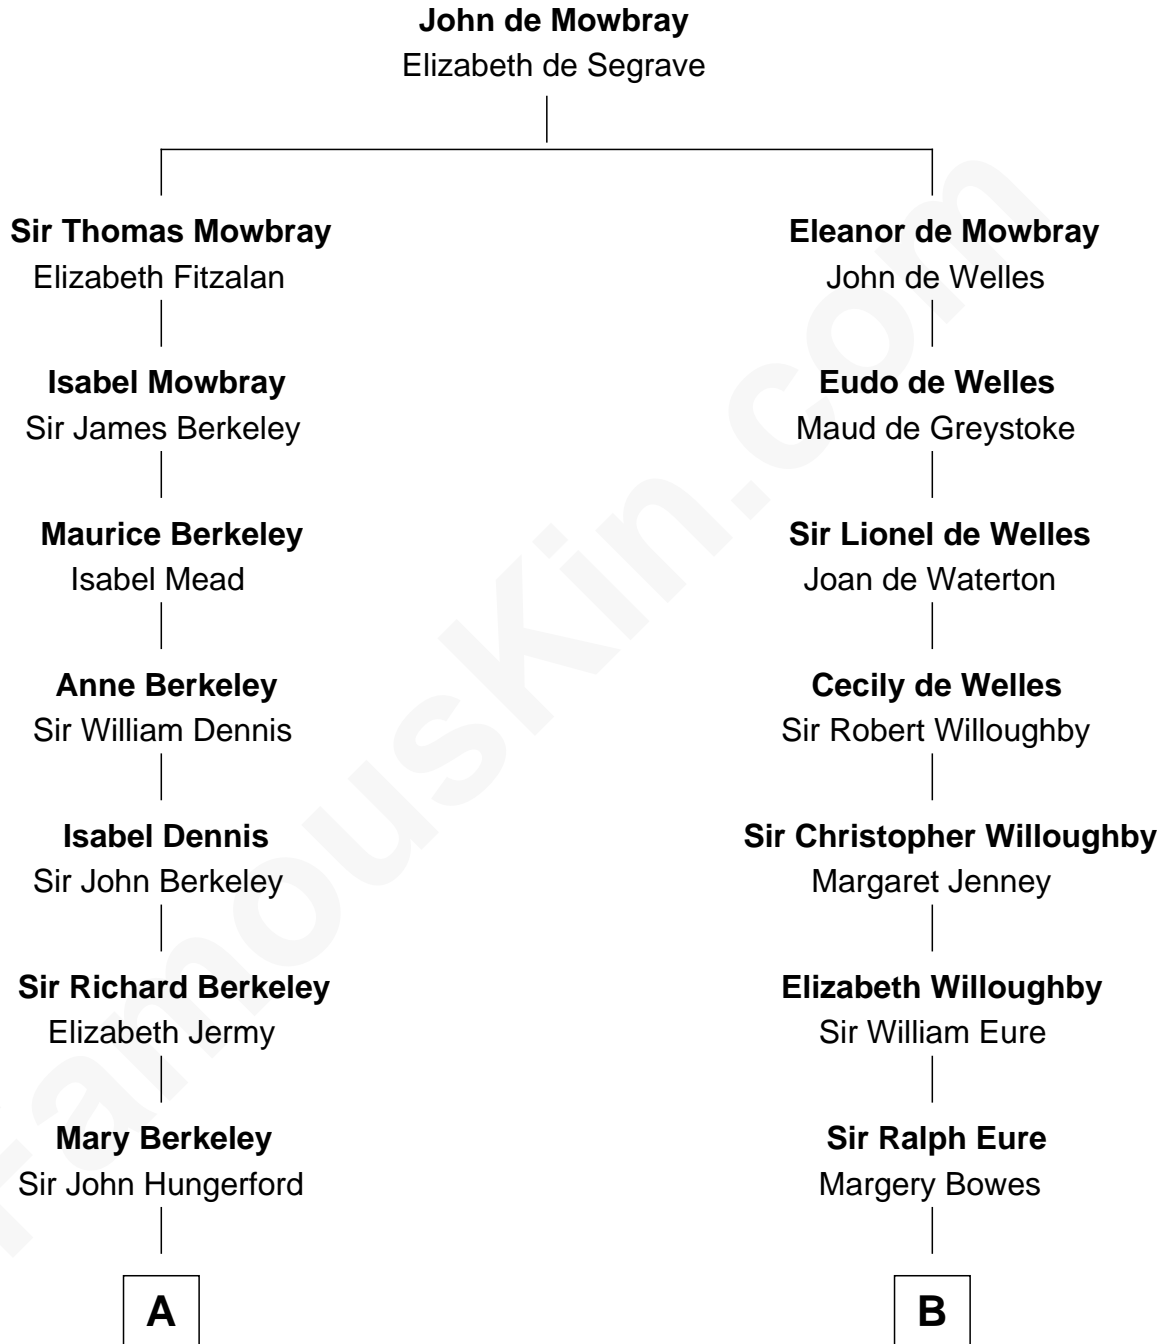 John de Mowbray
Elizabeth de Segrave
Sir Thomas Mowbray
Elizabeth Fitzalan
Isabel Mowbray
Sir James Berkeley
Maurice Berkeley
Isabel Mead
Anne Berkeley
Sir William Dennis
Isabel Dennis
Sir John Berkeley
Sir Richard Berkeley
Elizabeth Jermy
Mary Berkeley
Sir John Hungerford
A
Eleanor de Mowbray
John de Welles
Eudo de Welles
Maud de Greystoke
Sir Lionel de Welles
Joan de Waterton
Cecily de Welles
Sir Robert Willoughby
Sir Christopher Willoughby
Margaret Jenney
Elizabeth Willoughby
Sir William Eure
Sir Ralph Eure
Margery Bowes
B
FamousKin.com